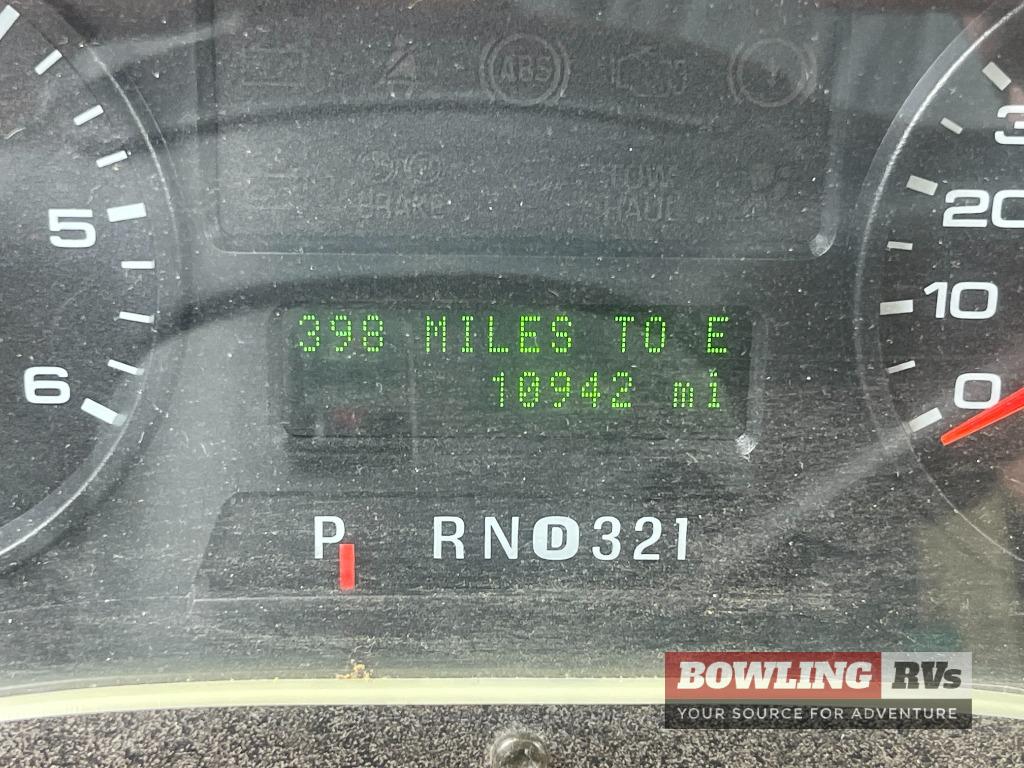 ABS
BRAKE
TOW
HAUL
5
6
30
20
10
0
398 MILES TO E
10942 mi
P RND321
BOWLING RVs
YOUR SOURCE FOR ADVENTURE